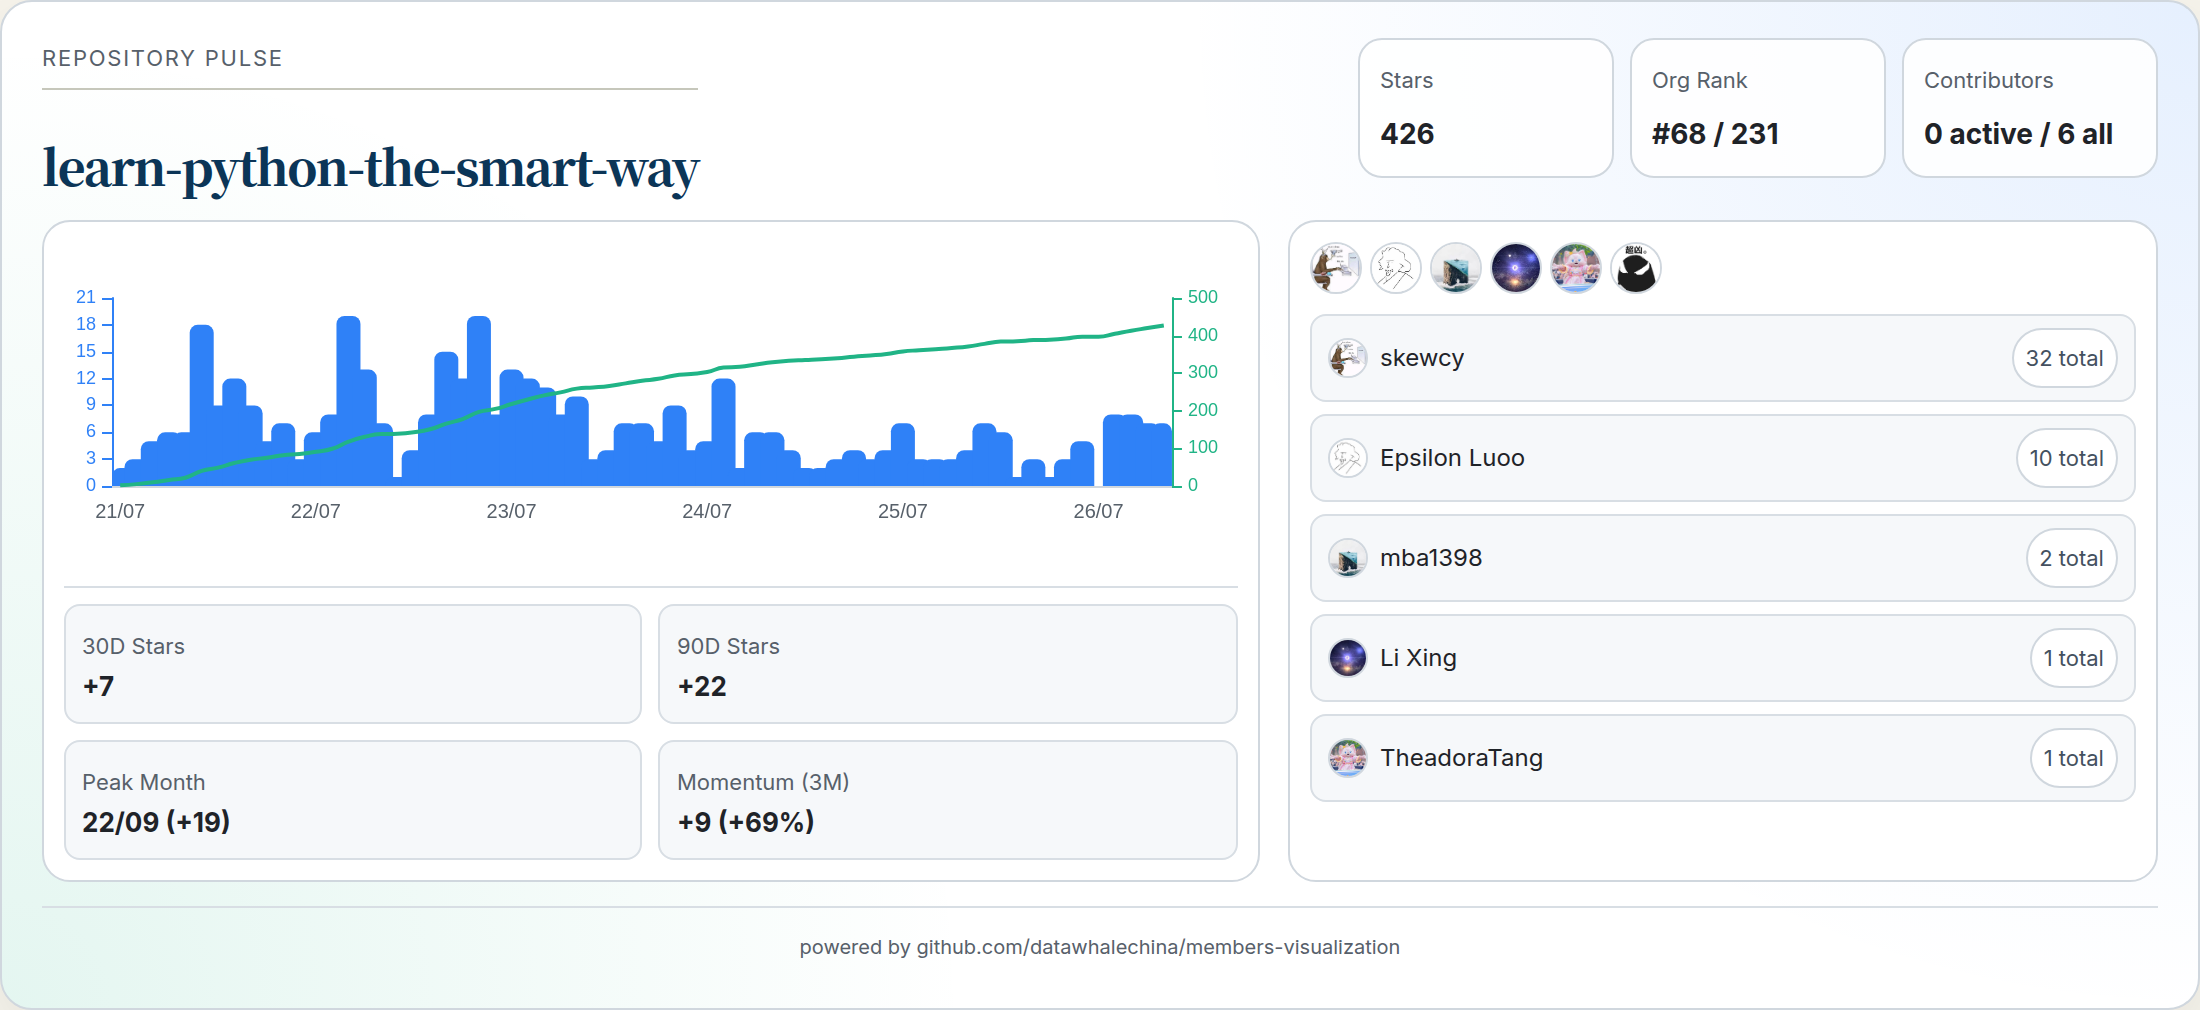 REPOSITORY PULSE
learn-python-the-smart-way
Stars
426
Org Rank
#68 / 231
Contributors
0 active / 6 all
21
18
15
12
9
6
3
0
500
400
300
200
100
0
21/07
22/07
23/07
24/07
25/07
26/07
30D Stars
+7
90D Stars
+22
Peak Month
22/09 (+19)
Momentum (3M)
+9 (+69%)
超凶。
skewcy
32 total
Epsilon Luoo
10 total
mba1398
2 total
Li Xing
1 total
TheadoraTang
1 total
powered by github.com/datawhalechina/members-visualization